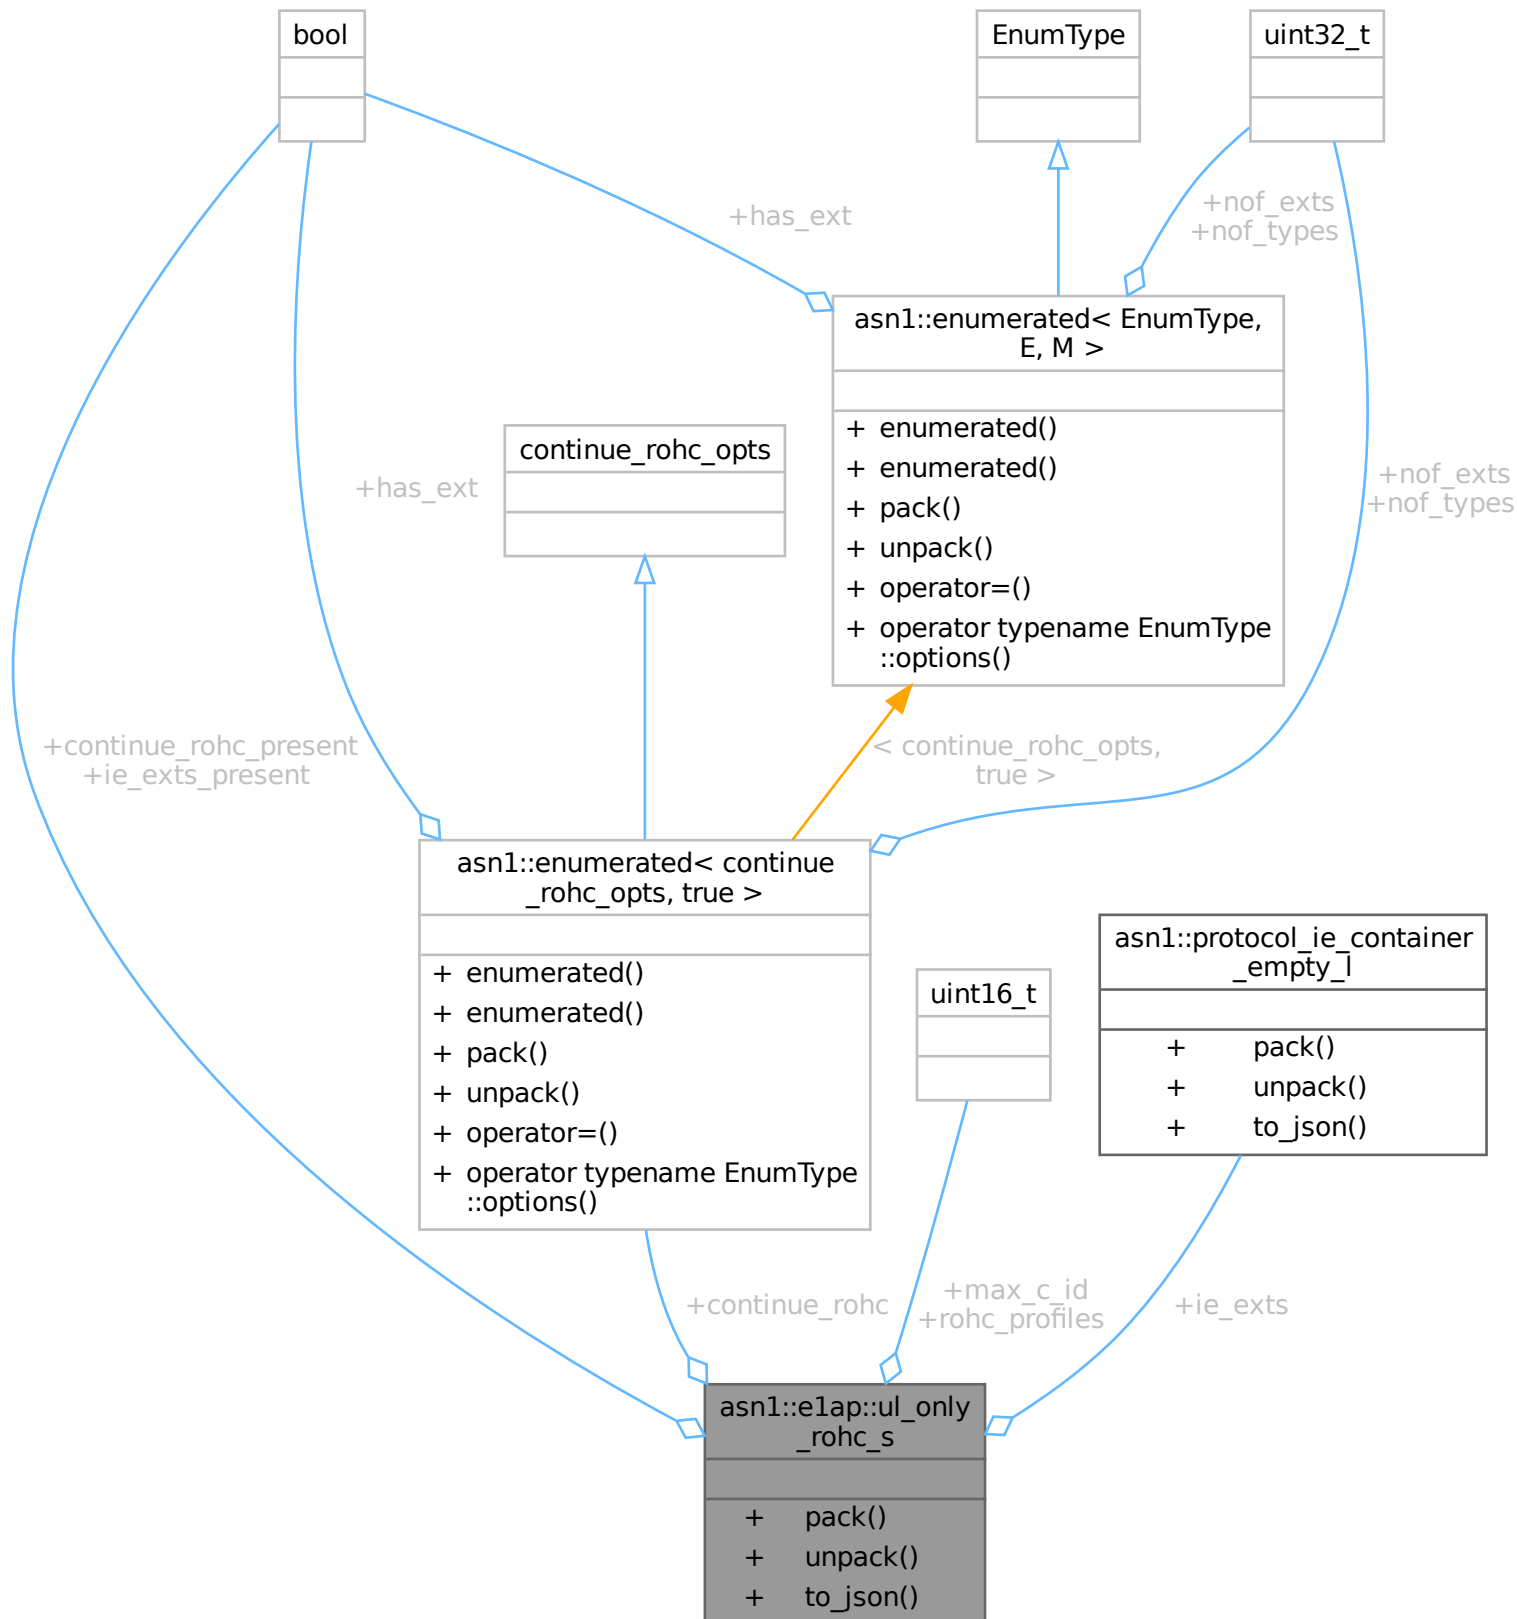 bool
EnumType
uint32_t
+has_ext
+nof_exts
+nof_types
asn1::enumerated< EnumType,
E, M >
+ enumerated()
+ enumerated()
+ pack()
+ unpack()
+ operator=()
+ operator typename EnumType
::options()
continue_rohc_opts
+has_ext
+nof_exts
+nof_types
+continue_rohc_present
+ie_exts_present
< continue_rohc_opts,
true >
asn1::enumerated< continue
_rohc_opts, true >
+ enumerated()
+ enumerated()
+ pack()
+ unpack()
+ operator=()
+ operator typename EnumType
::options()
uint16_t
asn1::protocol_ie_container
_empty_l
+ pack()
+ unpack()
+ to_json()
+continue_rohc
+max_c_id
+rohc_profiles
+ie_exts
asn1::e1ap::ul_only
_rohc_s
+ pack()
+ unpack()
+ to_json()